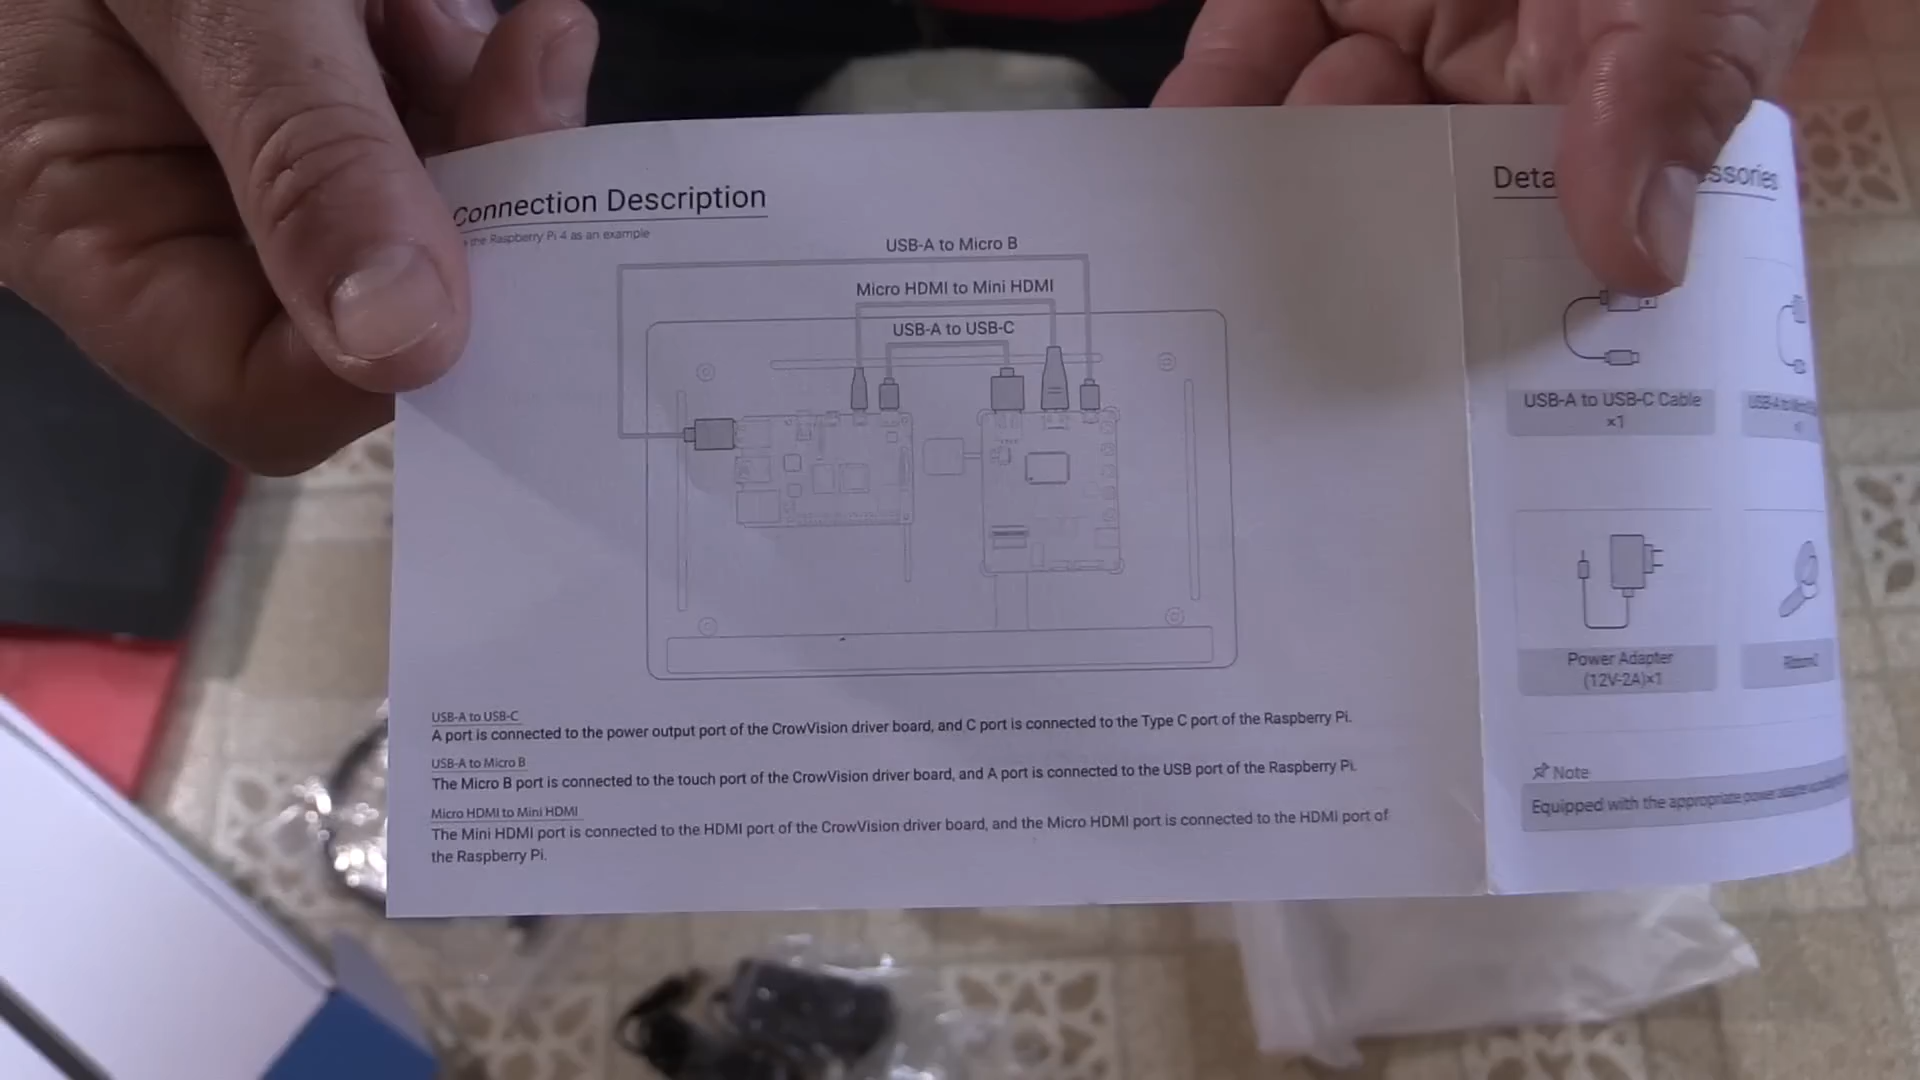 Connection Description
the Raspberry Pi 4 as an example
USB-A to Micro B
Micro HDMI to Mini HDMI
USB-A to USB-C
USB-A to USB-C
A port is connected to the power output port of the CrowVision driver board, and C port is connected to the Type C port of the Raspberry Pi.
USB-A to Micro B
The Micro B port is connected to the touch port of the CrowVision driver board, and A port is connected to the USB port of the Raspberry Pi.
Micro HDMI to Mini HDMI
The Mini HDMI port is connected to the HDMI port of the CrowVision driver board, and the Micro HDMI port is connected to the HDMI port of
the Raspberry Pi.
Deta ssories
USB-A to USB-C Cable
×1
Power Adapter
(12V-2A)×1
Note
Equipped with the appropriate power